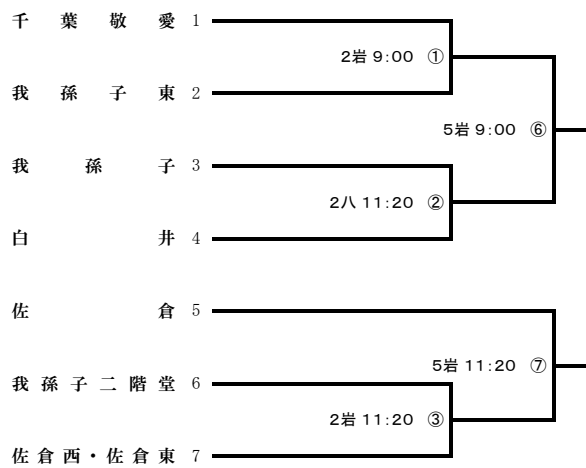 千葉敬愛 1
2岩 9:00 ①
我孫子東 2
5岩 9:00 ⑥
我孫子 3
2八 11:20 ②
白井 4
佐倉 5
5岩 11:20 ⑦
我孫子二階堂 6
2岩 11:20 ③
佐倉西・佐倉東 7